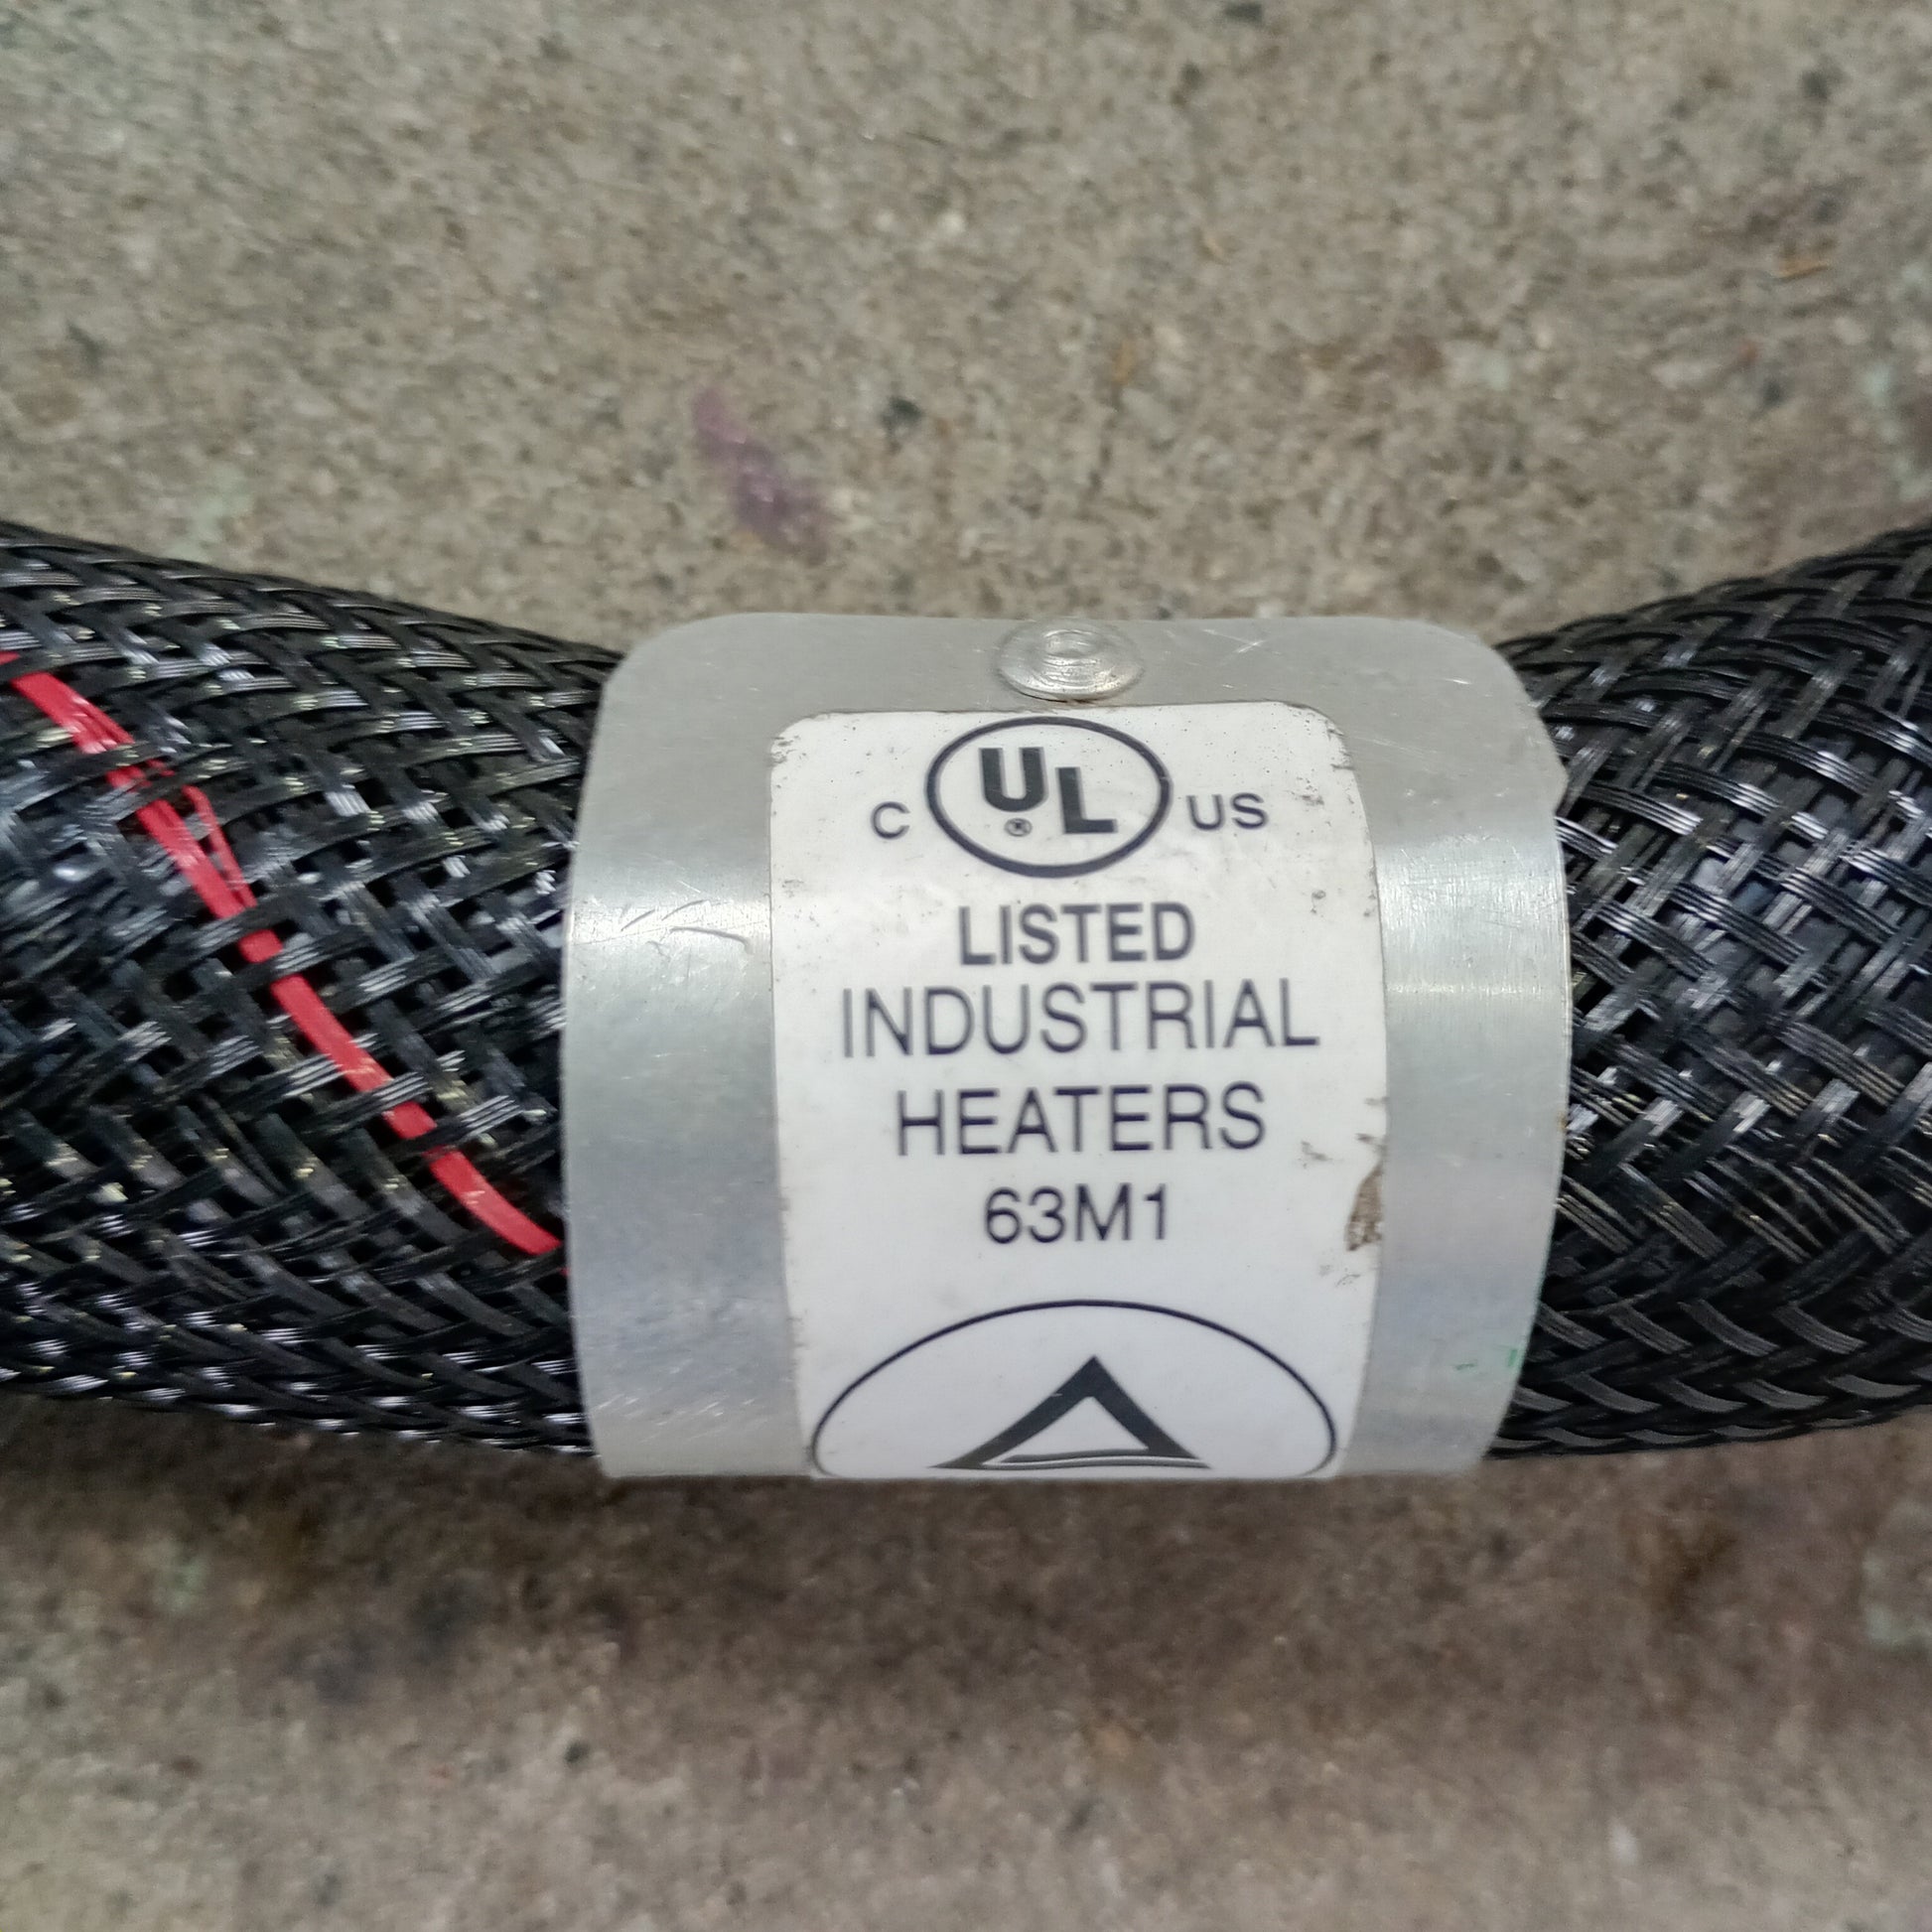 C UL® US
LISTED
INDUSTRIAL
HEATERS
63M1